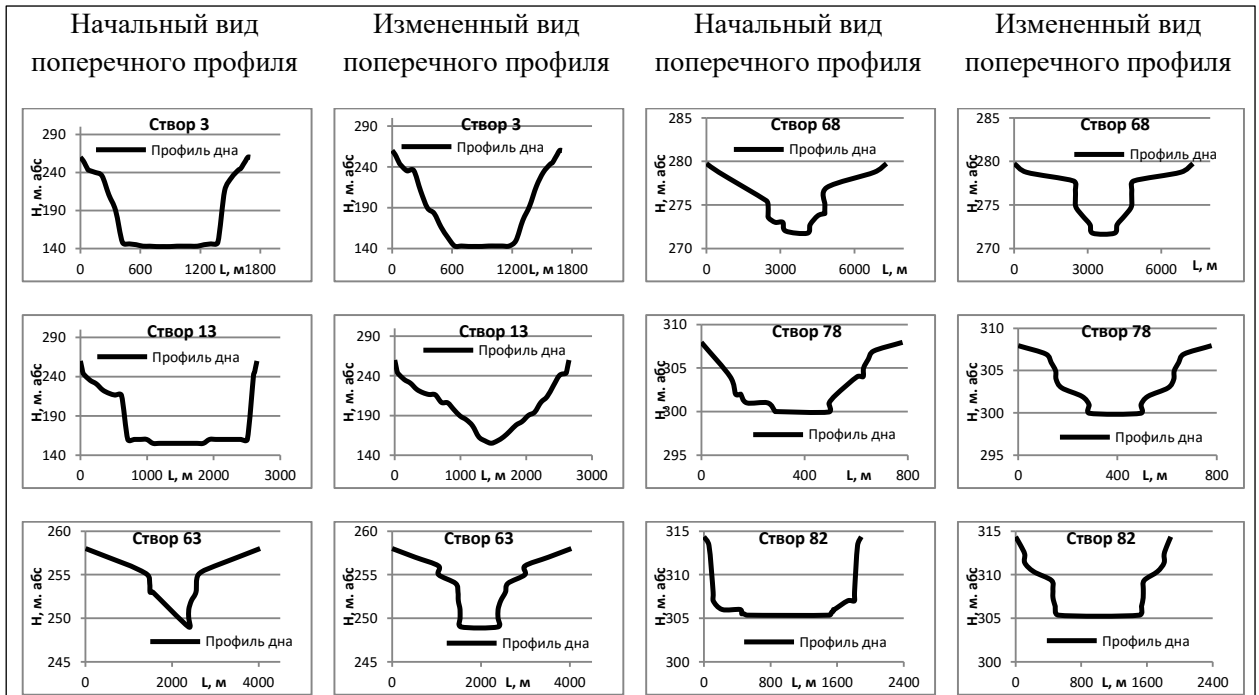 Начальный вид
поперечного профиля
Измененный вид
поперечного профиля
Начальный вид
поперечного профиля
Измененный вид
поперечного профиля
Створ 3
Профиль дна
Н, м. абс
290
240
190
140
0 600 1200 1800
L, м
Створ 3
Профиль дна
Н, м. абс
290
240
190
140
0 600 1200 1800
L, м
Створ 68
Профиль дна
Н, м. абс
285
280
275
270
0 3000 6000
L, м
Створ 68
Профиль дна
Н, м. абс
285
280
275
270
0 3000 6000
L, м
Створ 13
Профиль дна
Н, м. абс
290
240
190
140
0 1000 2000 3000
L, м
Створ 13
Профиль дна
Н, м. абс
290
240
190
140
0 1000 2000 3000
L, м
Створ 78
Профиль дна
Н, м. абс
310
305
300
295
0 400 800
L, м
Створ 78
Профиль дна
Н, м. абс
310
305
300
295
0 400 800
L, м
Створ 63
Профиль дна
Н, м. абс
260
255
250
245
0 2000 4000
L, м
Створ 63
Профиль дна
Н, м. абс
260
255
250
245
0 2000 4000
L, м
Створ 82
Профиль дна
Н, м. абс
315
310
305
300
0 800 1600 2400
L, м
Створ 82
Профиль дна
Н, м. абс
315
310
305
300
0 800 1600 2400
L, м